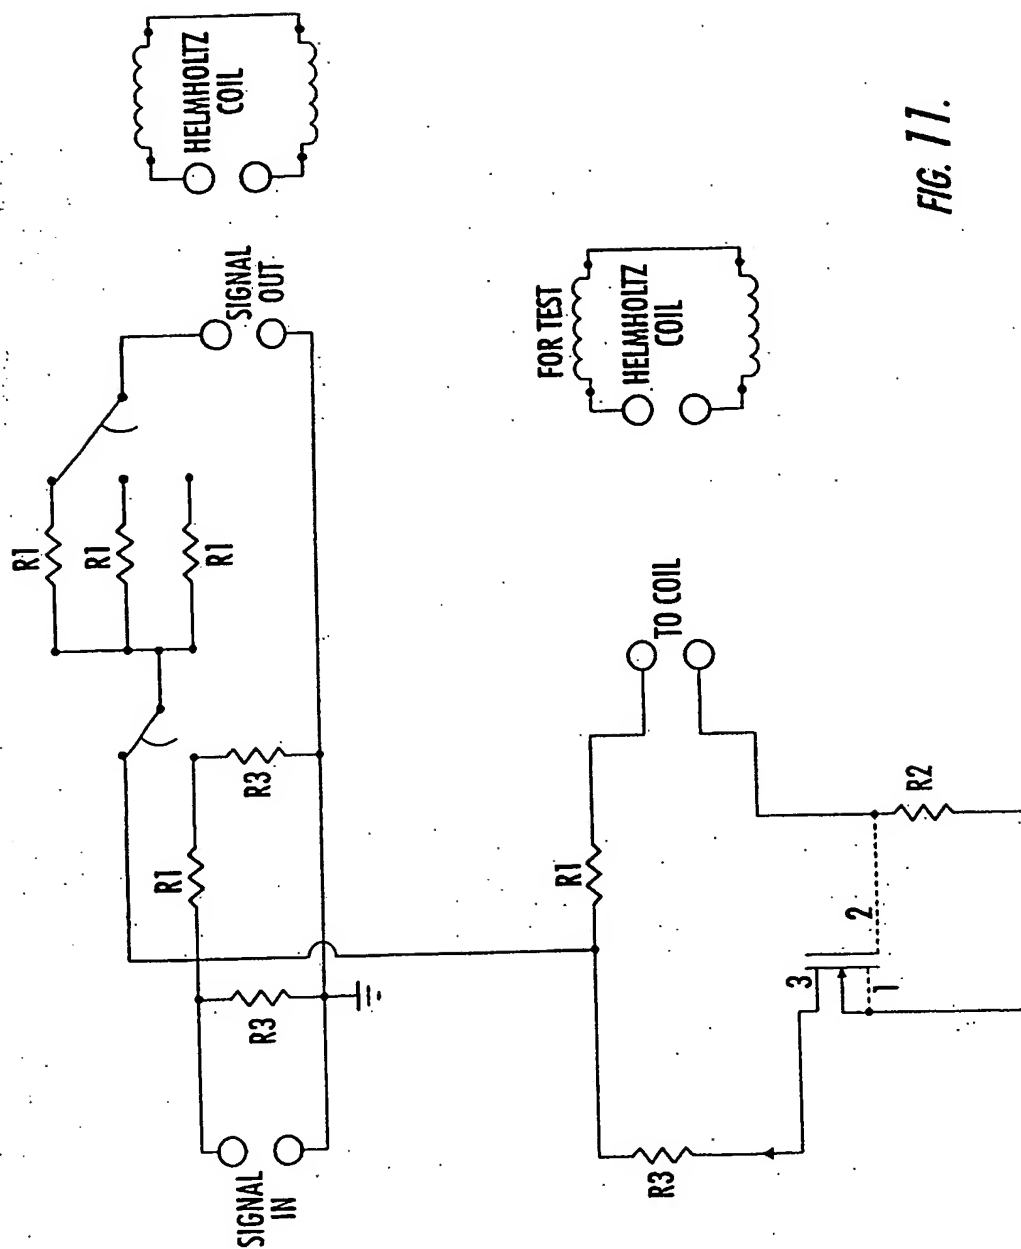 HELMHOLTZ
COIL
SIGNAL
OUT
R1
R1
R1
R3
R1
R3
SIGNAL
IN
FOR TEST
HELMHOLTZ
COIL
TO COIL
R1
R2
R3
3
2
1
FIG. 11.